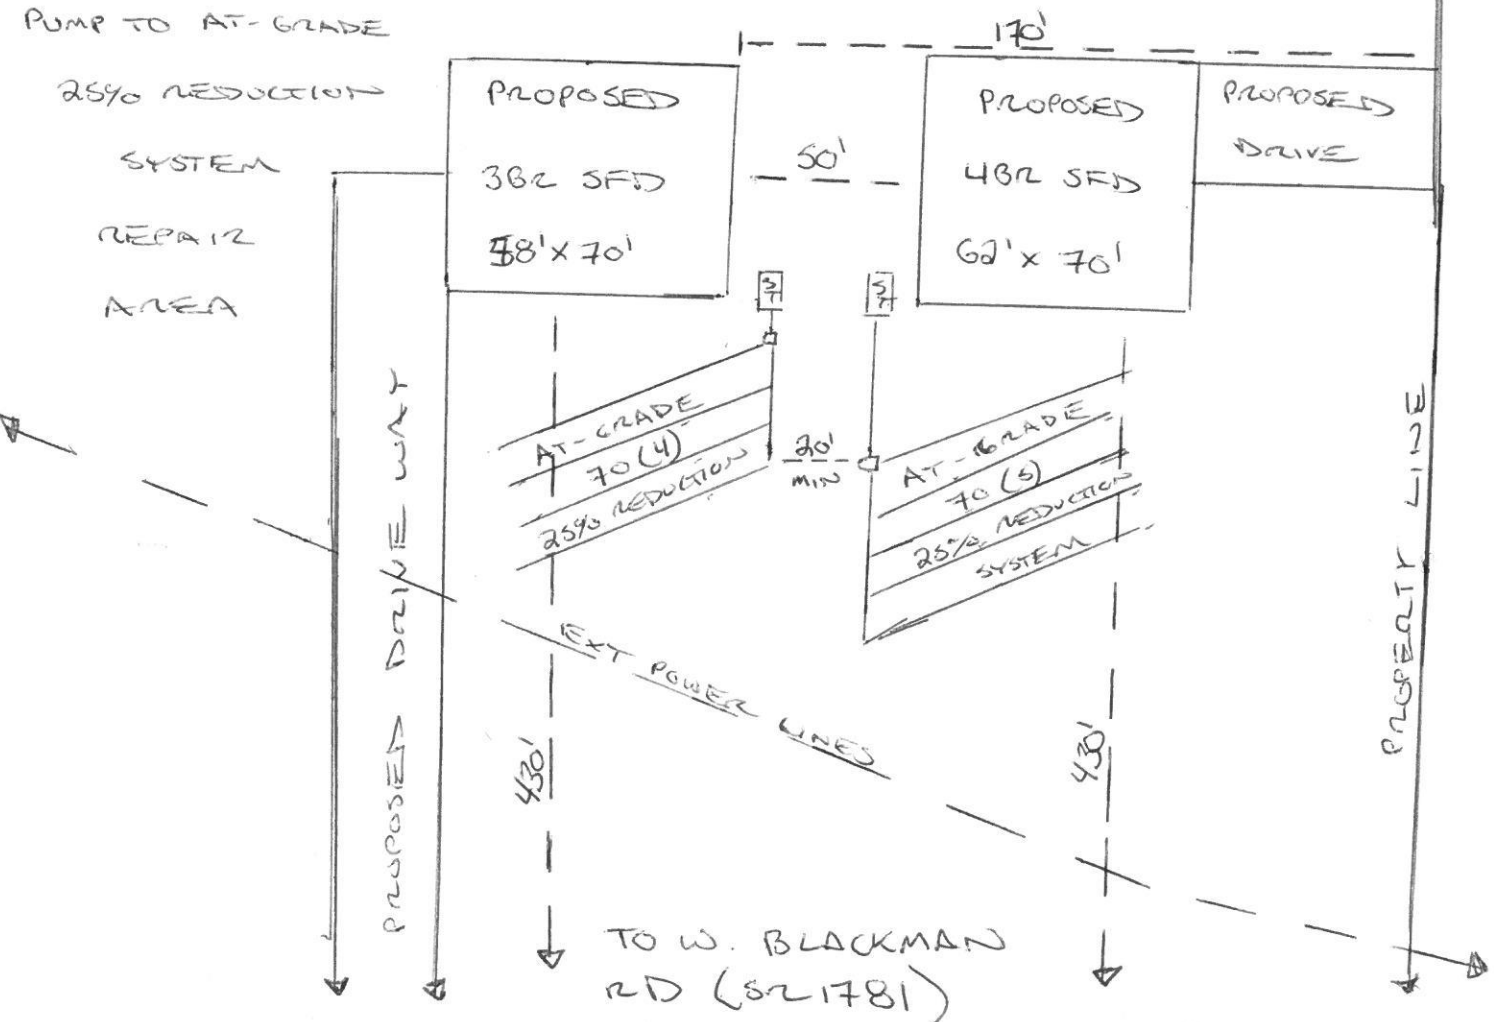 PUMP TO AT-GRADE
25% REDUCTION
SYSTEM
REPAIR
AREA
170'
PROPOSED
3BR SFD
58' x 70'
50'
PROPOSED
4BR SFD
62' x 70'
PROPOSED
DRIVE
ST
ST
AT-GRADE
70 (4)
25% REDUCTION
20'
MIN
AT-GRADE
70 (5)
25% REDUCTION
SYSTEM
PROPOSED DRIVE WAY
EXT POWER LINES
430'
430'
PROPERTY LINE
TO W. BLACKMAN
RD (SR1781)